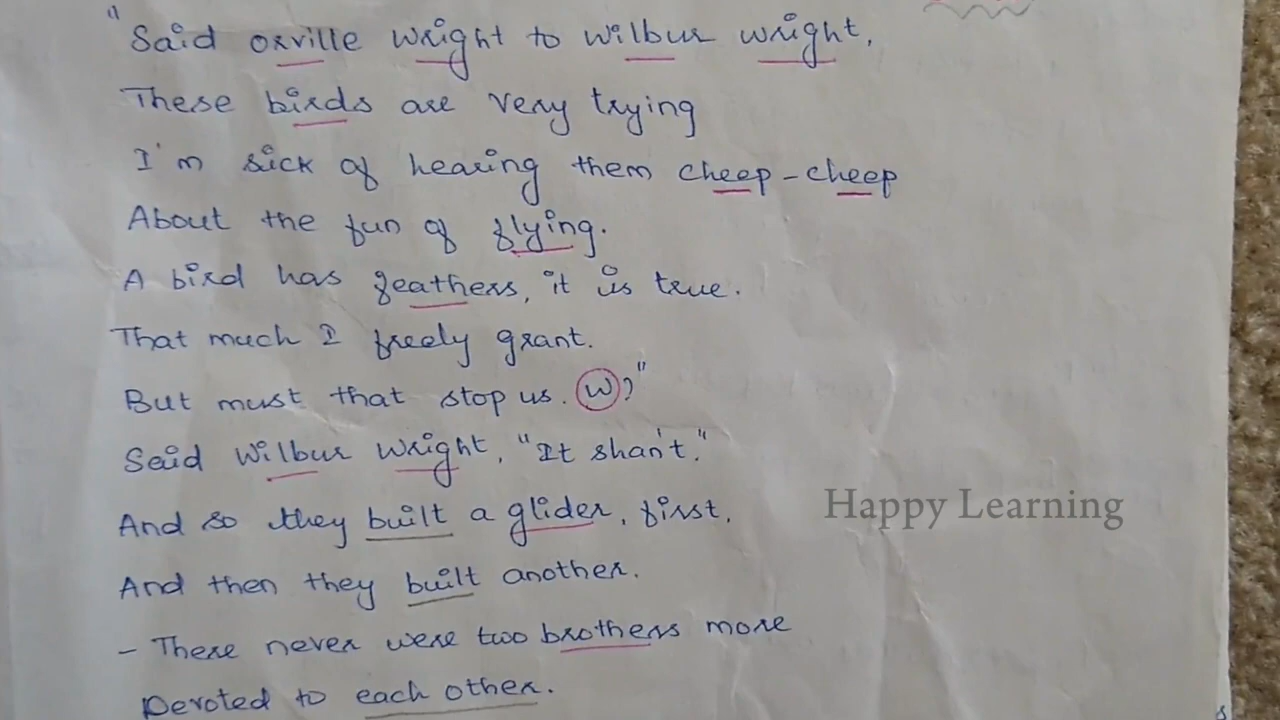 "Said orville wright to wilbur wright,
These birds are very trying
I'm sick of hearing them cheep-cheep
About the fun of flying.
A bird has feathers, it is true.
That much I freely grant.
But must that stop us. W?"
Said Wilbur Wright, "It shan't."
And so they built a glider, first,
And then they built another.
- There never were two brothers more
Devoted to each other.
Happy Learning